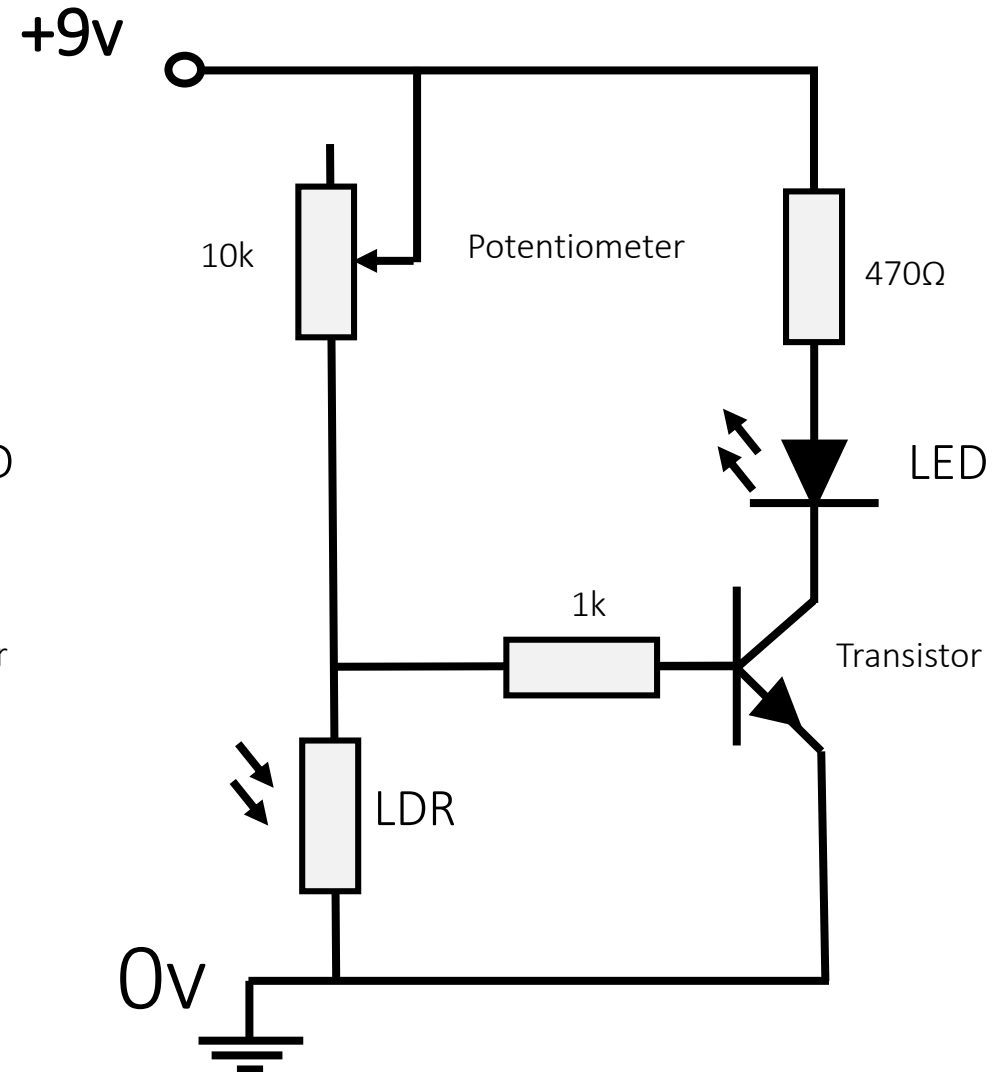 +9v
10k
Potentiometer
470Ω
LED
1k
Transistor
LDR
0v